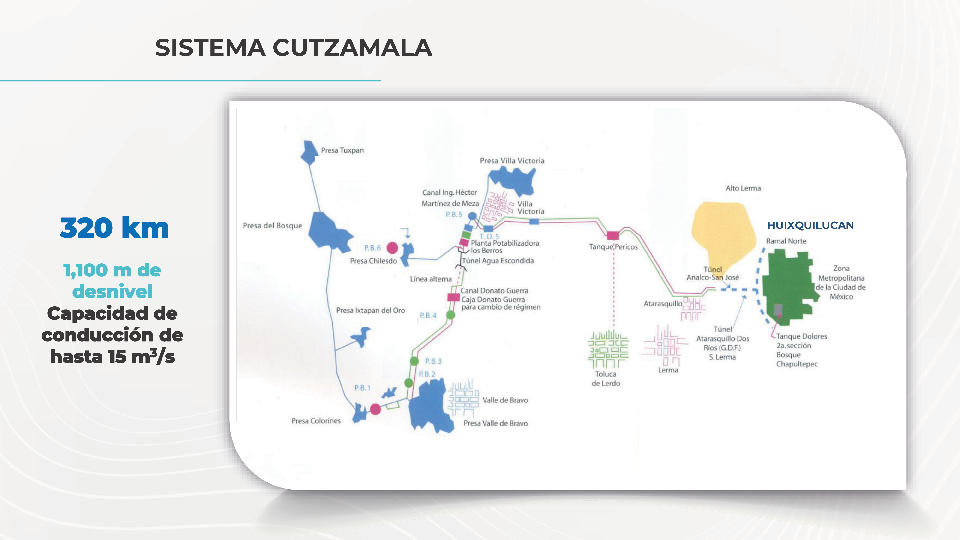 SISTEMA CUTZAMALA
320 km
1,100 m de
desnivel
Capacidad de
conducción de
hasta 15 m³/s
Presa Tuxpan
Presa del Bosque
Presa Villa Victoria
Canal Ing. Héctor
Martínez de Meza
P.B.5
Villa
Victoria
T.O.5
Planta Potabilizadora
los Berros
Túnel Agua Escondida
P.B.6
Presa Chilesdo
Línea alterna
Canal Donato Guerra
Caja Donato Guerra
para cambio de régimen
P.B.4
Presa Ixtapan del Oro
P.B.3
P.B.2
P.B.1
Presa Colorines
Valle de Bravo
Presa Valle de Bravo
Tanque Pericos
Toluca
de Lerdo
Lerma
Atarasquillo
Alto Lerma
Túnel
Analco-San José
HUIXQUILUCAN
Ramal Norte
Zona
Metropolitana
de la Ciudad de
México
Túnel
Atarasquillo Dos
Ríos (G.D.F.)
S. Lerma
Tanque Dolores
2a. sección
Bosque
Chapultepec